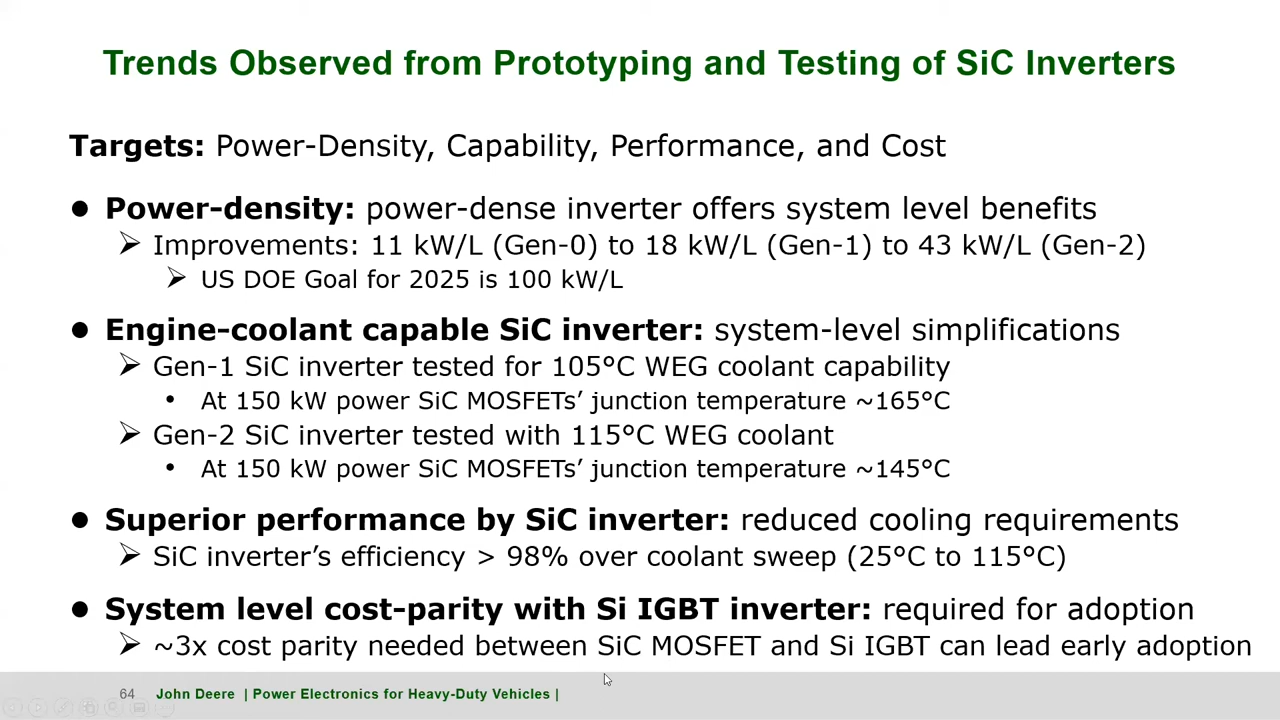 Trends Observed from Prototyping and Testing of SiC Inverters
Targets: Power-Density, Capability, Performance, and Cost
● Power-density: power-dense inverter offers system level benefits
➢ Improvements: 11 kW/L (Gen-0) to 18 kW/L (Gen-1) to 43 kW/L (Gen-2)
➢ US DOE Goal for 2025 is 100 kW/L
● Engine-coolant capable SiC inverter: system-level simplifications
➢ Gen-1 SiC inverter tested for 105°C WEG coolant capability
• At 150 kW power SiC MOSFETs’ junction temperature ~165°C
➢ Gen-2 SiC inverter tested with 115°C WEG coolant
• At 150 kW power SiC MOSFETs’ junction temperature ~145°C
● Superior performance by SiC inverter: reduced cooling requirements
➢ SiC inverter’s efficiency > 98% over coolant sweep (25°C to 115°C)
● System level cost-parity with Si IGBT inverter: required for adoption
➢ ~3x cost parity needed between SiC MOSFET and Si IGBT can lead early adoption
64 John Deere | Power Electronics for Heavy-Duty Vehicles |